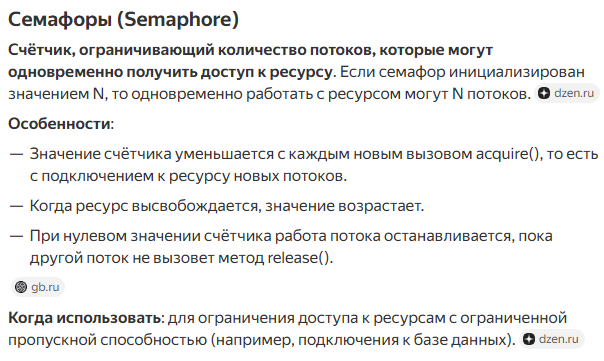 Семафоры (Semaphore)
Счётчик, ограничивающий количество потоков, которые могут
одновременно получить доступ к ресурсу. Если семафор инициализирован
значением N, то одновременно работать с ресурсом могут N потоков. dzen.ru
Особенности:
— Значение счётчика уменьшается с каждым новым вызовом acquire(), то есть
с подключением к ресурсу новых потоков.
— Когда ресурс высвобождается, значение возрастает.
— При нулевом значении счётчика работа потока останавливается, пока
другой поток не вызовет метод release().
gb.ru
Когда использовать: для ограничения доступа к ресурсам с ограниченной
пропускной способностью (например, подключения к базе данных). dzen.ru